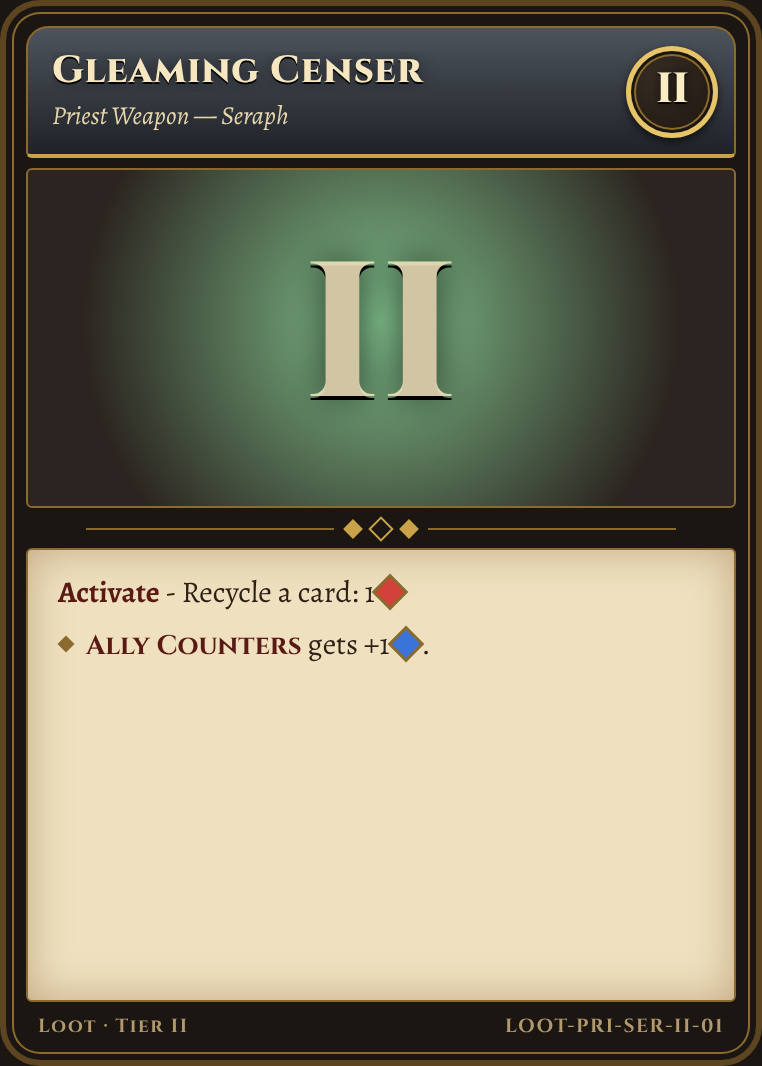 Gleaming Censer
Priest Weapon — Seraph
II
II
Activate - Recycle a card: 1
Ally Counters gets +1.
Loot · Tier II
LOOT-PRI-SER-II-01